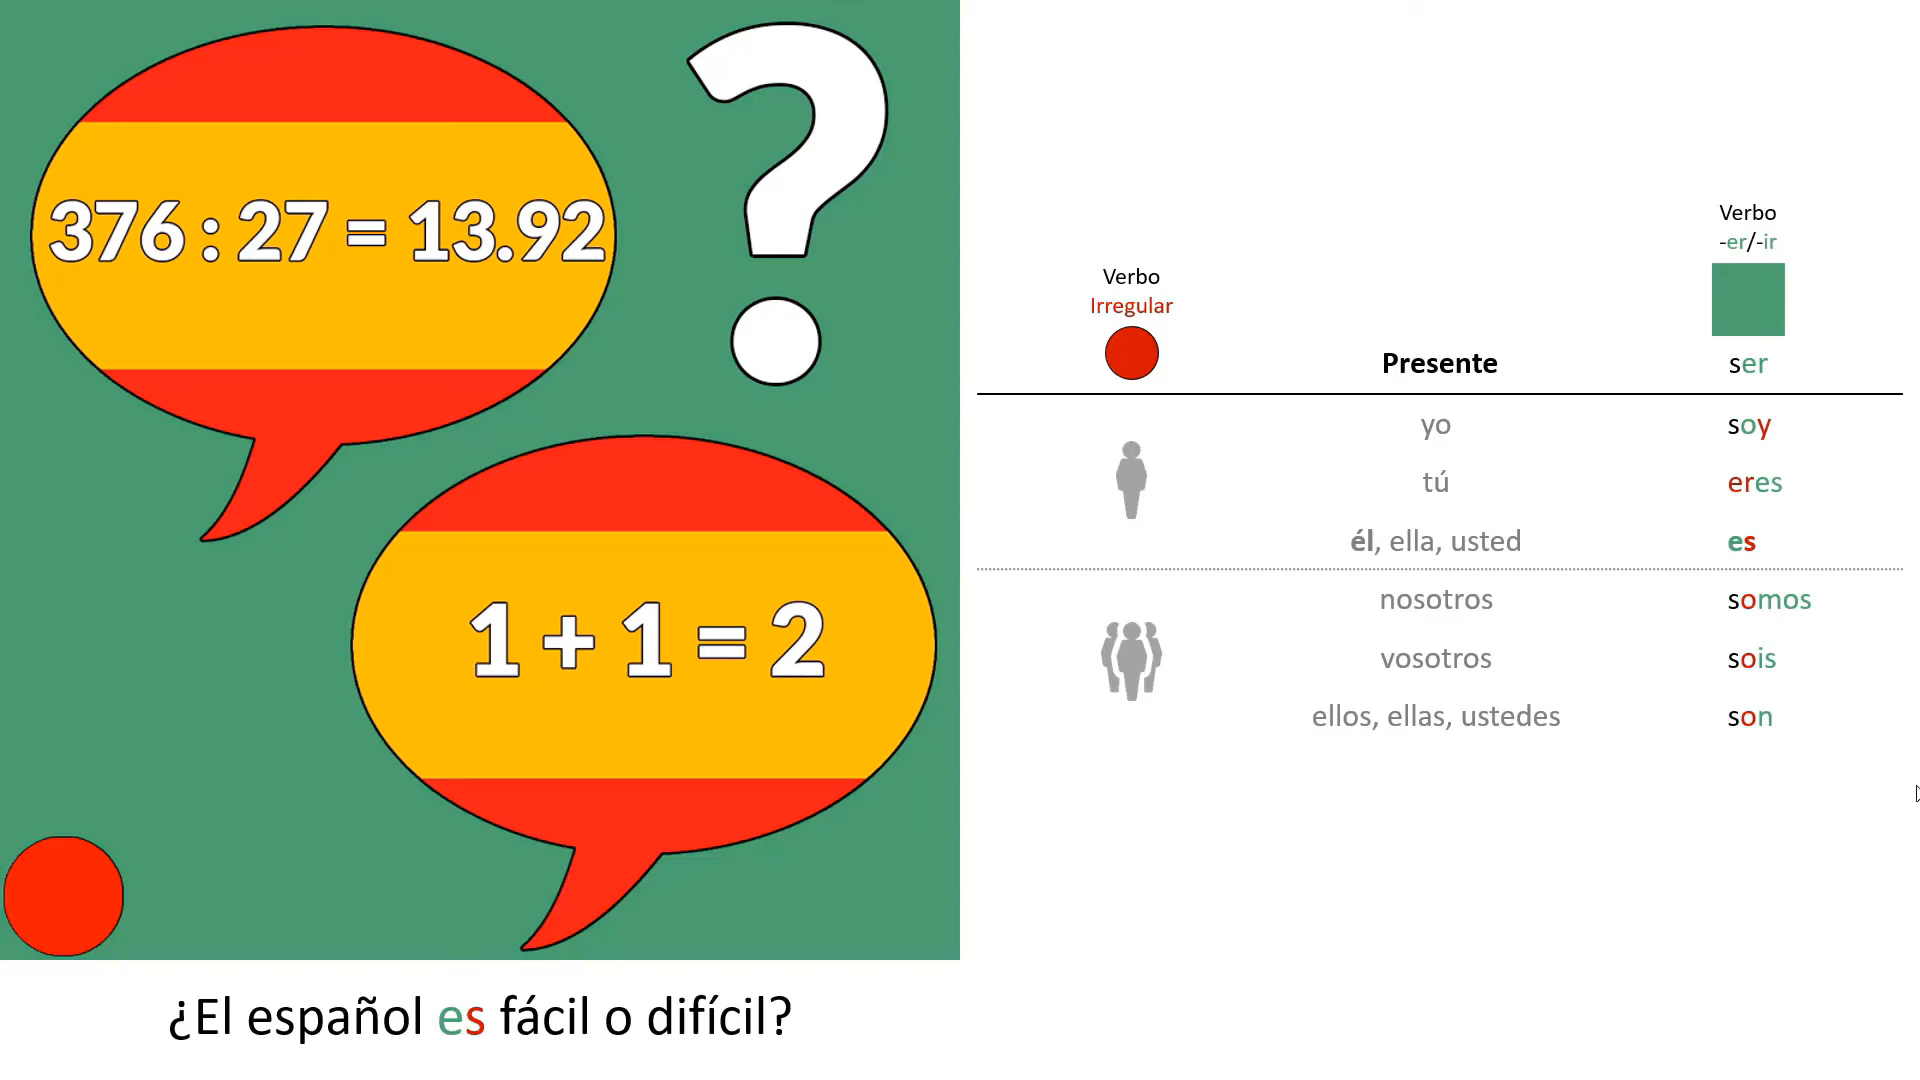 376 : 27 = 13.92
?
1 + 1 = 2
¿El español es fácil o difícil?
Verbo
Irregular
Verbo
-er/-ir
Presente ser
yo soy
tú eres
él, ella, usted es
nosotros somos
vosotros sois
ellos, ellas, ustedes son